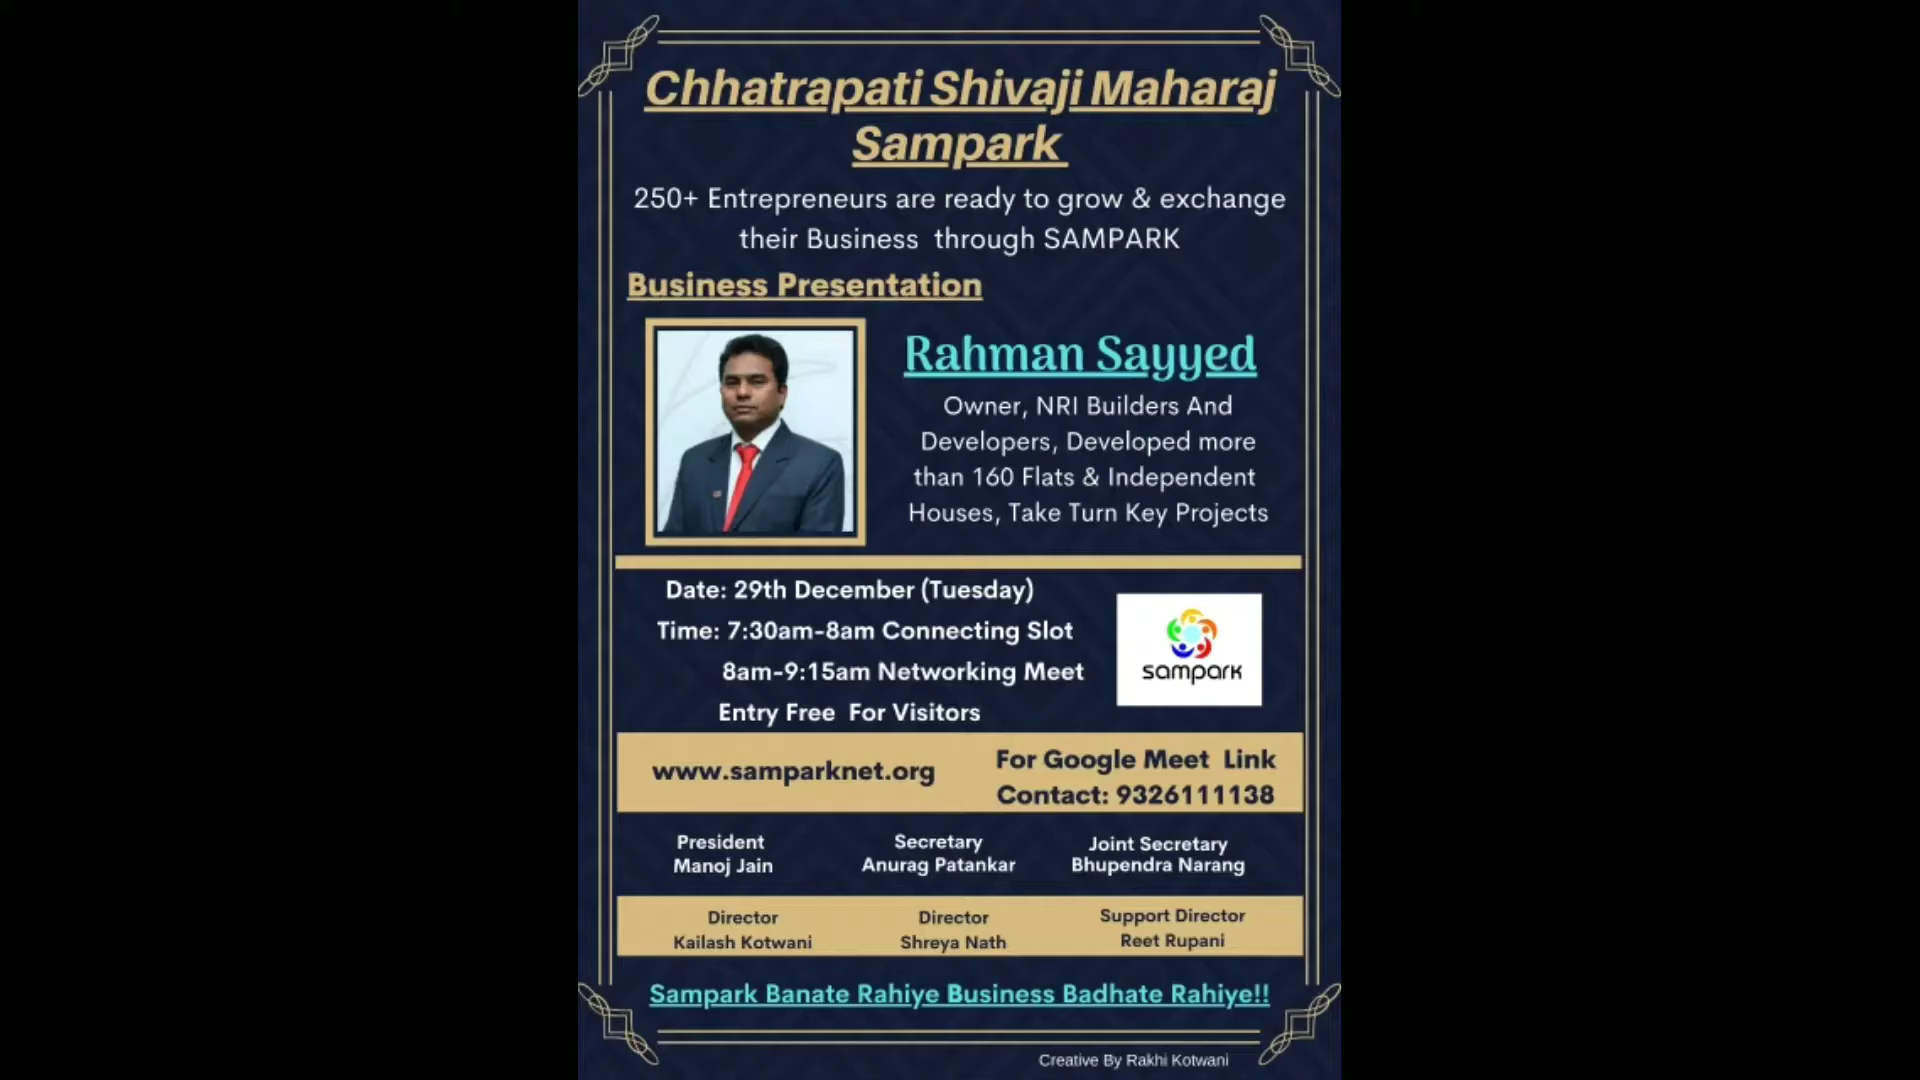 Chhatrapati Shivaji Maharaj
Sampark
250+ Entrepreneurs are ready to grow & exchange
their Business through SAMPARK
Business Presentation
Rahman Sayyed
Owner, NRI Builders And
Developers, Developed more
than 160 Flats & Independent
Houses, Take Turn Key Projects
Date: 29th December (Tuesday)
Time: 7:30am-8am Connecting Slot
8am-9:15am Networking Meet
Entry Free For Visitors
sampark
www.samparknet.org
For Google Meet Link
Contact: 9326111138
President
Manoj Jain
Secretary
Anurag Patankar
Joint Secretary
Bhupendra Narang
Director
Kailash Kotwani
Director
Shreya Nath
Support Director
Reet Rupani
Sampark Banate Rahiye Business Badhate Rahiye!!
Creative By Rakhi Kotwani